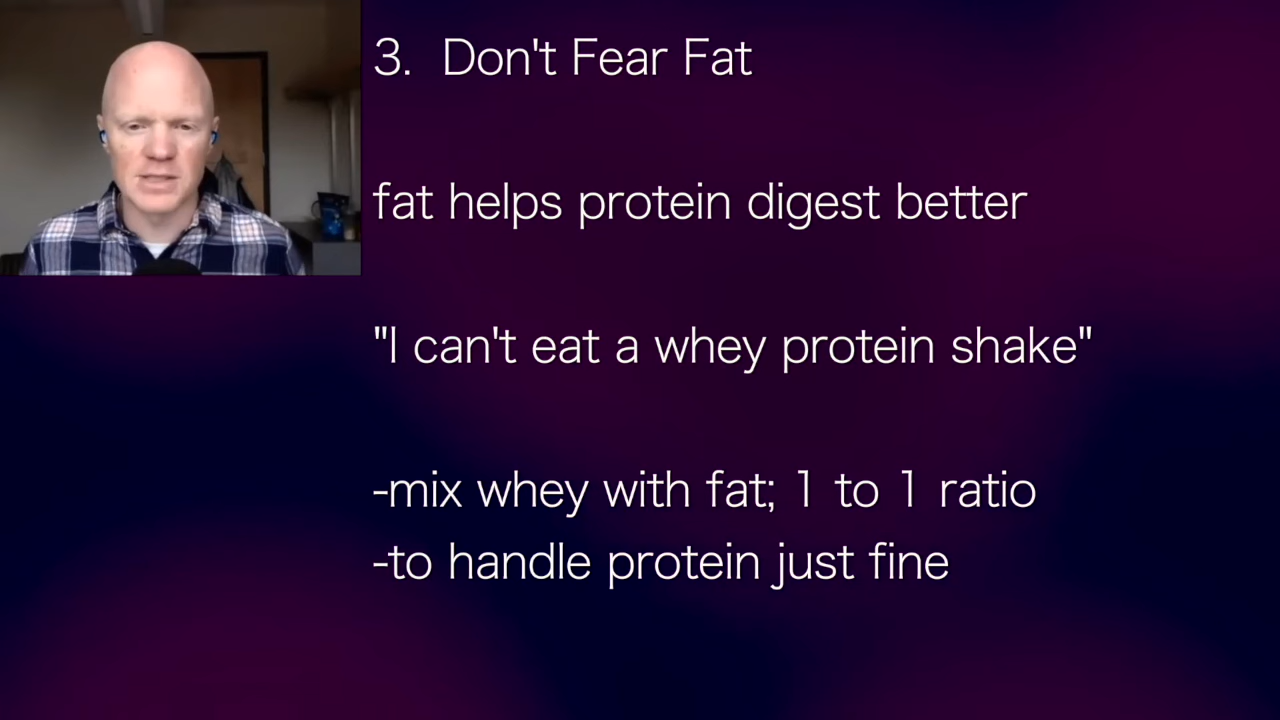 3. Don't Fear Fat
fat helps protein digest better
"I can't eat a whey protein shake"
-mix whey with fat; 1 to 1 ratio
-to handle protein just fine